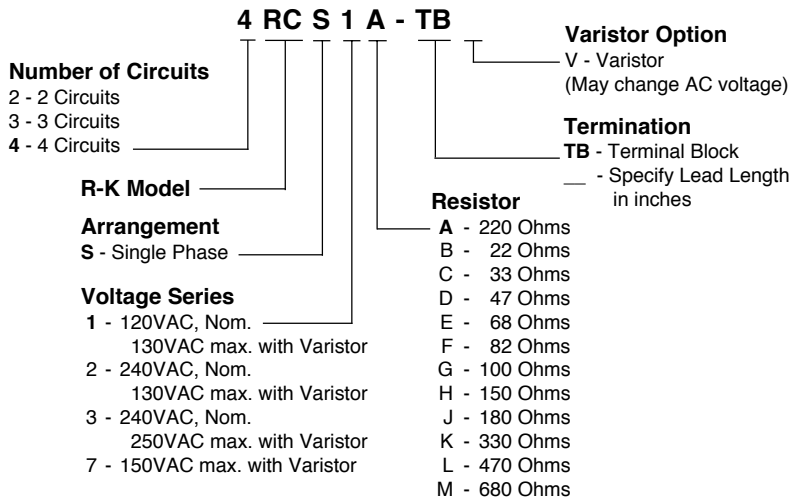 4 RC S 1 A - TB
Number of Circuits
2 - 2 Circuits
3 - 3 Circuits
4 - 4 Circuits
R-K Model
Arrangement
S - Single Phase
Voltage Series
1 - 120VAC, Nom.
130VAC max. with Varistor
2 - 240VAC, Nom.
130VAC max. with Varistor
3 - 240VAC, Nom.
250VAC max. with Varistor
7 - 150VAC max. with Varistor
Varistor Option
V - Varistor
(May change AC voltage)
Termination
TB - Terminal Block
__ - Specify Lead Length
in inches
Resistor
A - 220 Ohms
B - 22 Ohms
C - 33 Ohms
D - 47 Ohms
E - 68 Ohms
F - 82 Ohms
G - 100 Ohms
H - 150 Ohms
J - 180 Ohms
K - 330 Ohms
L - 470 Ohms
M - 680 Ohms